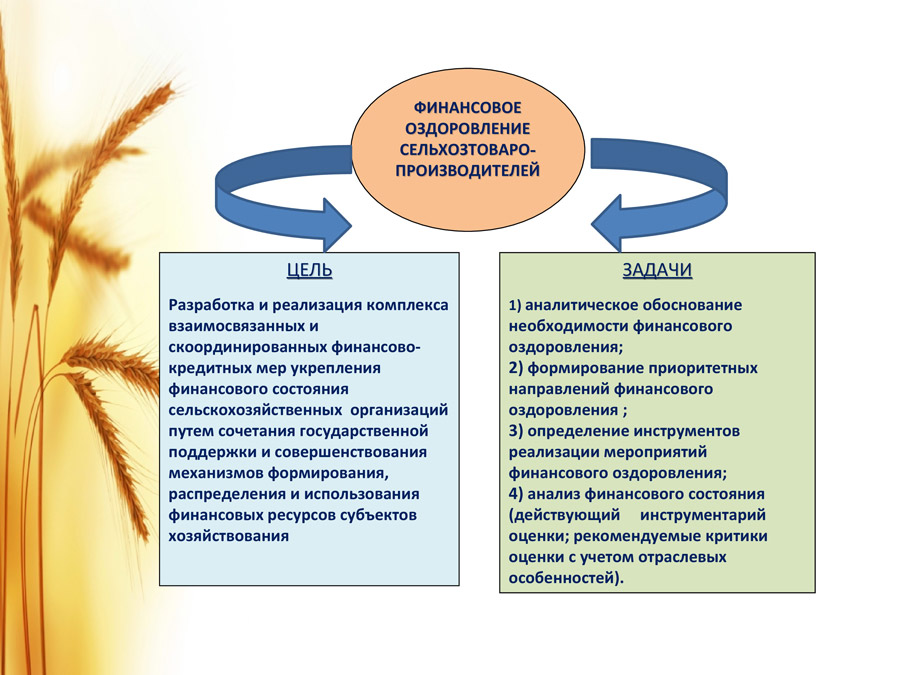 ФИНАНСОВОЕ
ОЗДОРОВЛЕНИЕ
СЕЛЬХОЗТОВАРО-
ПРОИЗВОДИТЕЛЕЙ
ЦЕЛЬ
Разработка и реализация комплекса
взаимосвязанных и
скоординированных финансово-
кредитных мер укрепления
финансового состояния
сельскохозяйственных организаций
путем сочетания государственной
поддержки и совершенствования
механизмов формирования,
распределения и использования
финансовых ресурсов субъектов
хозяйствования
ЗАДАЧИ
1) аналитическое обоснование
необходимости финансового
оздоровления;
2) формирование приоритетных
направлений финансового
оздоровления ;
3) определение инструментов
реализации мероприятий
финансового оздоровления;
4) анализ финансового состояния
(действующий инструментарий
оценки; рекомендуемые критики
оценки с учетом отраслевых
особенностей).